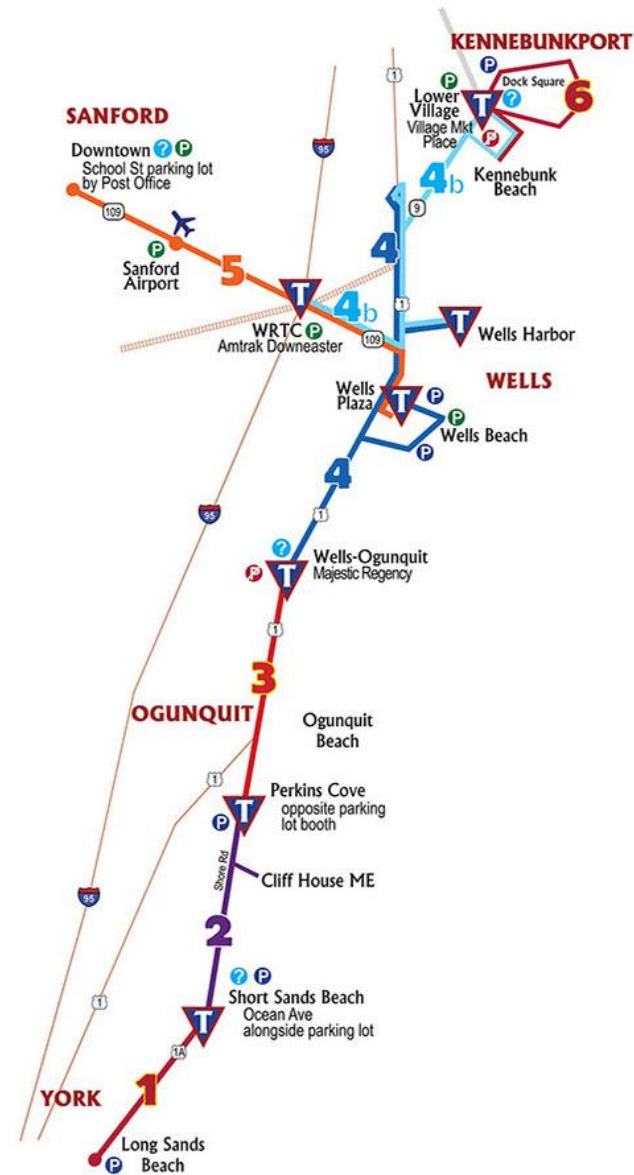 KENNEBUNKPORT
P
Dock Square
6
P
Lower
Village
Village Mkt
Place
T
?
P
Kennebunk
Beach
1
SANFORD
Downtown ? P
School St parking lot
by Post Office
95
109
4b
9
4
P
Sanford
Airport
5
T
4b
1
T
Wells Harbor
WRTC P
Amtrak Downeaster
109
WELLS
Wells
Plaza
T
P
P
Wells Beach
P
4
95
1
?
P
T
Wells-Ogunquit
Majestic Regency
1
3
OGUNQUIT
Ogunquit
Beach
1
T
P
Perkins Cove
opposite parking
lot booth
Shore Rd
Cliff House ME
95
2
? P
Short Sands Beach
Ocean Ave
alongside parking lot
1
T
1A
YORK
1
Long Sands
Beach
P